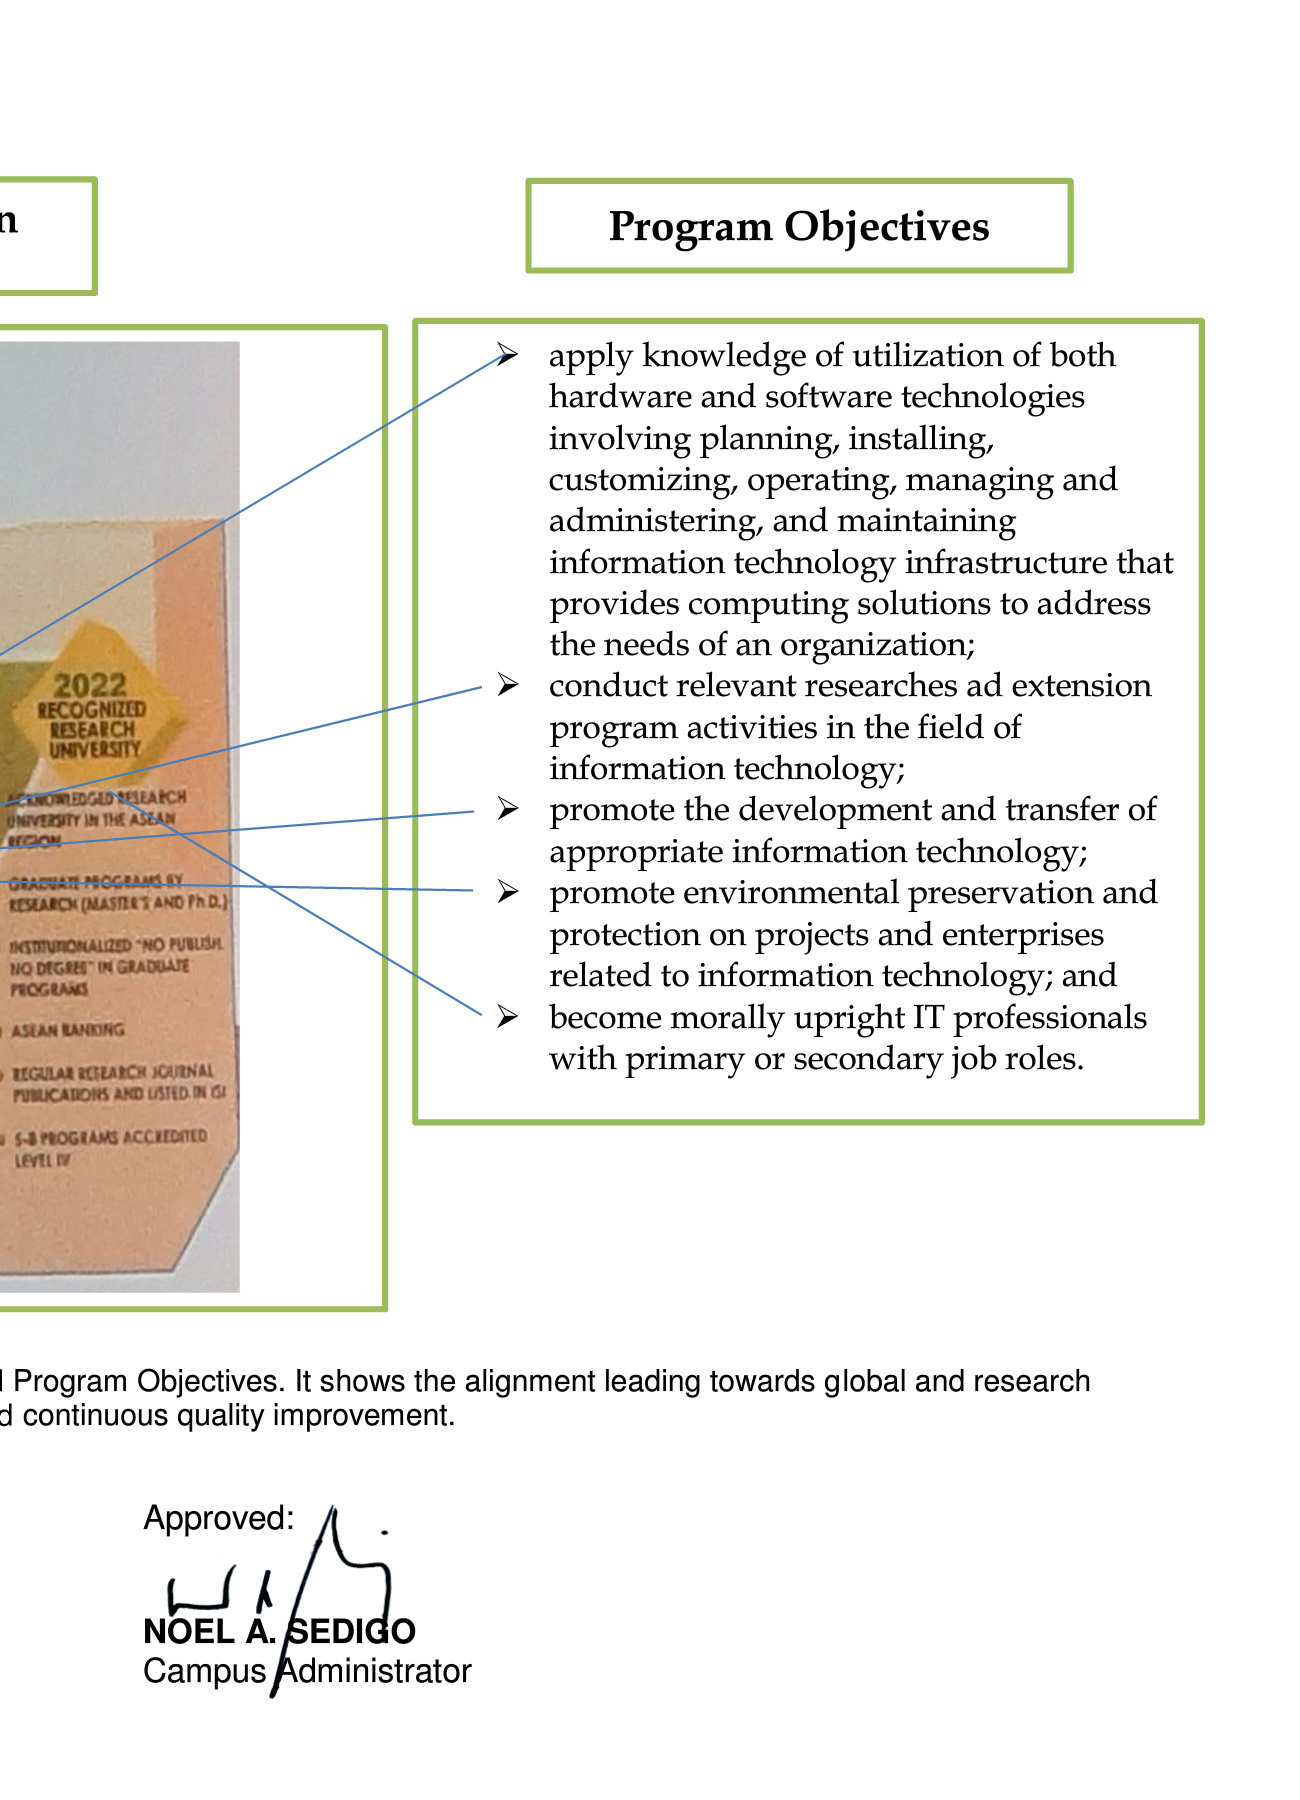 n
Program Objectives
2022
RECOGNIZED
RESEARCH
UNIVERSITY
ACKNOWLEDGED RESEARCH
UNIVERSITY IN THE ASEAN
REGION
GRADUATE PROGRAMS BY
RESEARCH (MASTER'S AND Ph.D.)
INSTITUTIONALIZED "NO PUBLISH,
NO DEGREE" IN GRADUATE
PROGRAMS
ASEAN RANKING
REGULAR RESEARCH JOURNAL
PUBLICATIONS AND LISTED IN ISI
5-8 PROGRAMS ACCREDITED
LEVEL IV
➢ apply knowledge of utilization of both
hardware and software technologies
involving planning, installing,
customizing, operating, managing and
administering, and maintaining
information technology infrastructure that
provides computing solutions to address
the needs of an organization;
➢ conduct relevant researches ad extension
program activities in the field of
information technology;
➢ promote the development and transfer of
appropriate information technology;
➢ promote environmental preservation and
protection on projects and enterprises
related to information technology; and
➢ become morally upright IT professionals
with primary or secondary job roles.
Program Objectives. It shows the alignment leading towards global and research
d continuous quality improvement.
Approved:
NOEL A. SEDIGO
Campus Administrator